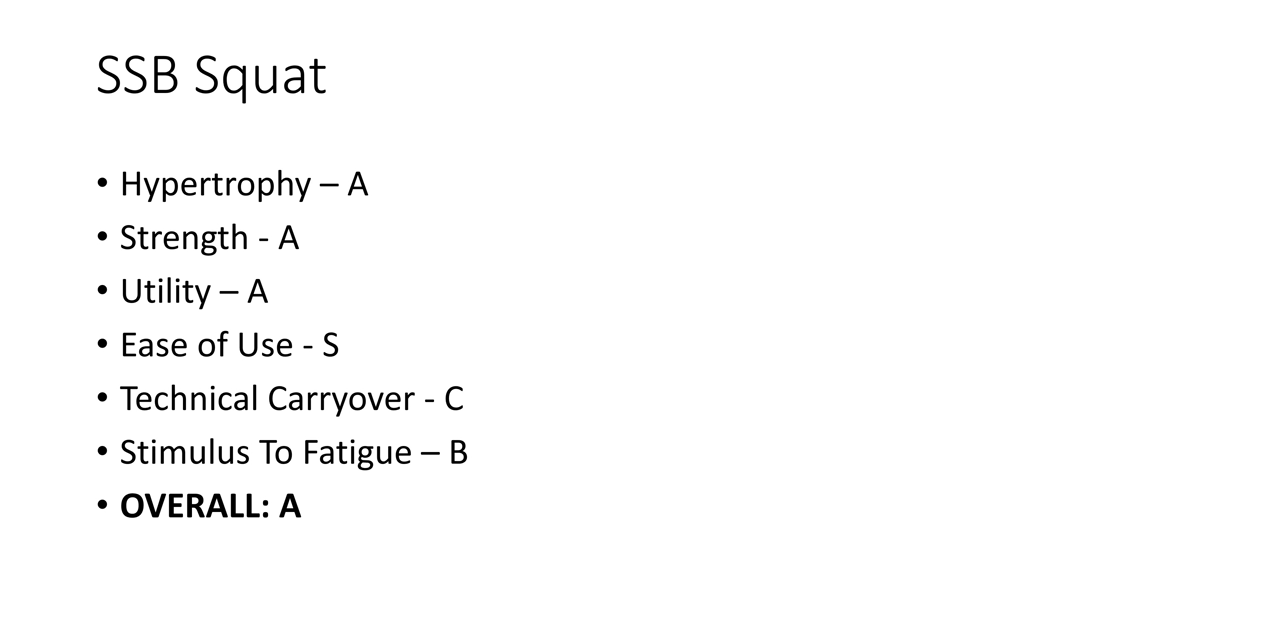 SSB Squat
• Hypertrophy – A
• Strength - A
• Utility – A
• Ease of Use - S
• Technical Carryover - C
• Stimulus To Fatigue – B
• OVERALL: A